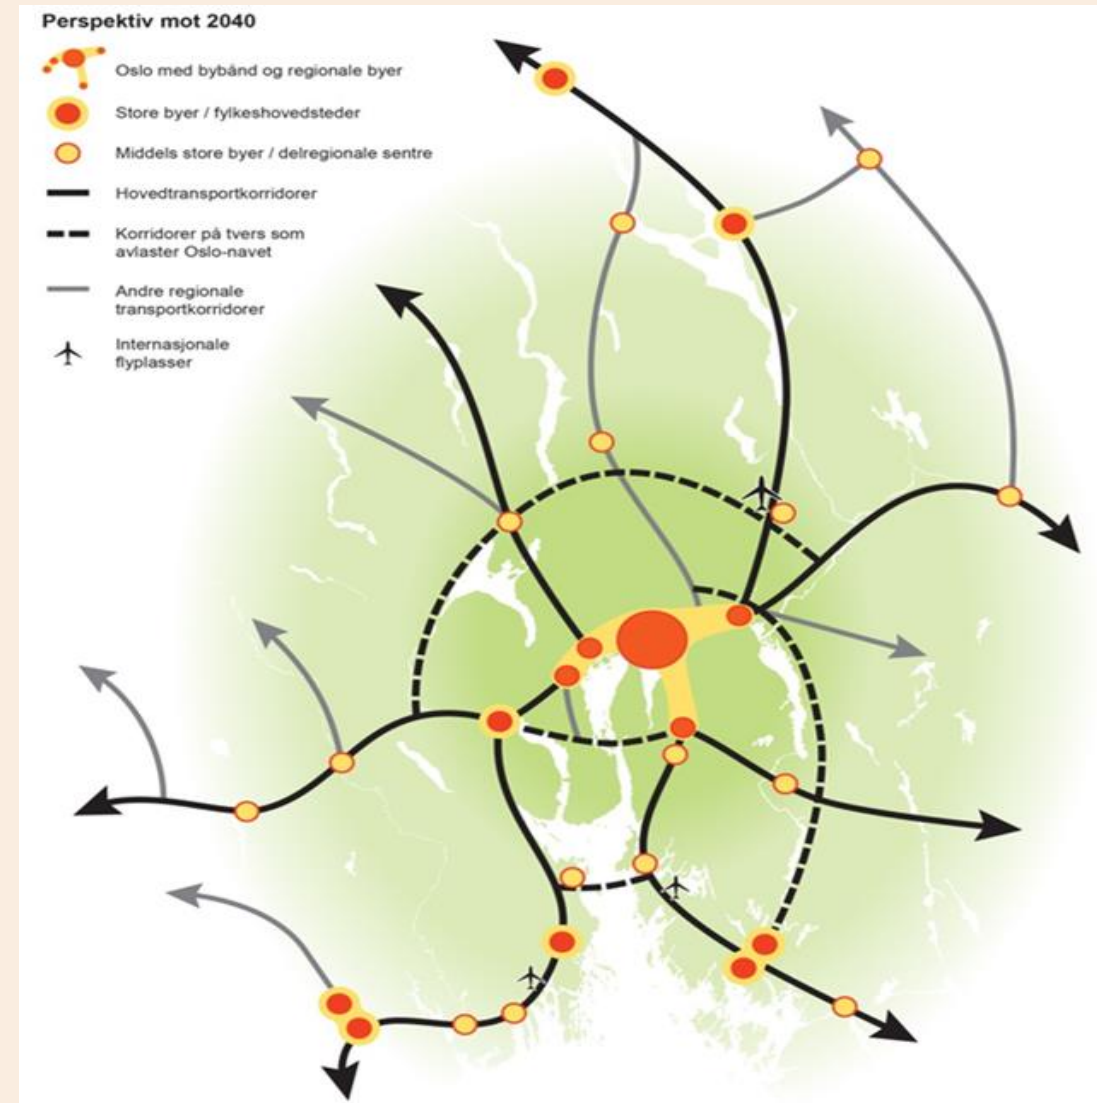 Perspektiv mot 2040
Oslo med bybånd og regionale byer
Store byer / fylkeshovedsteder
Middels store byer / delregionale sentre
Hovedtransportkorridorer
Korridorer på tvers som
avlaster Oslo-navet
Andre regionale
transportkorridorer
Internasjonale
flyplasser